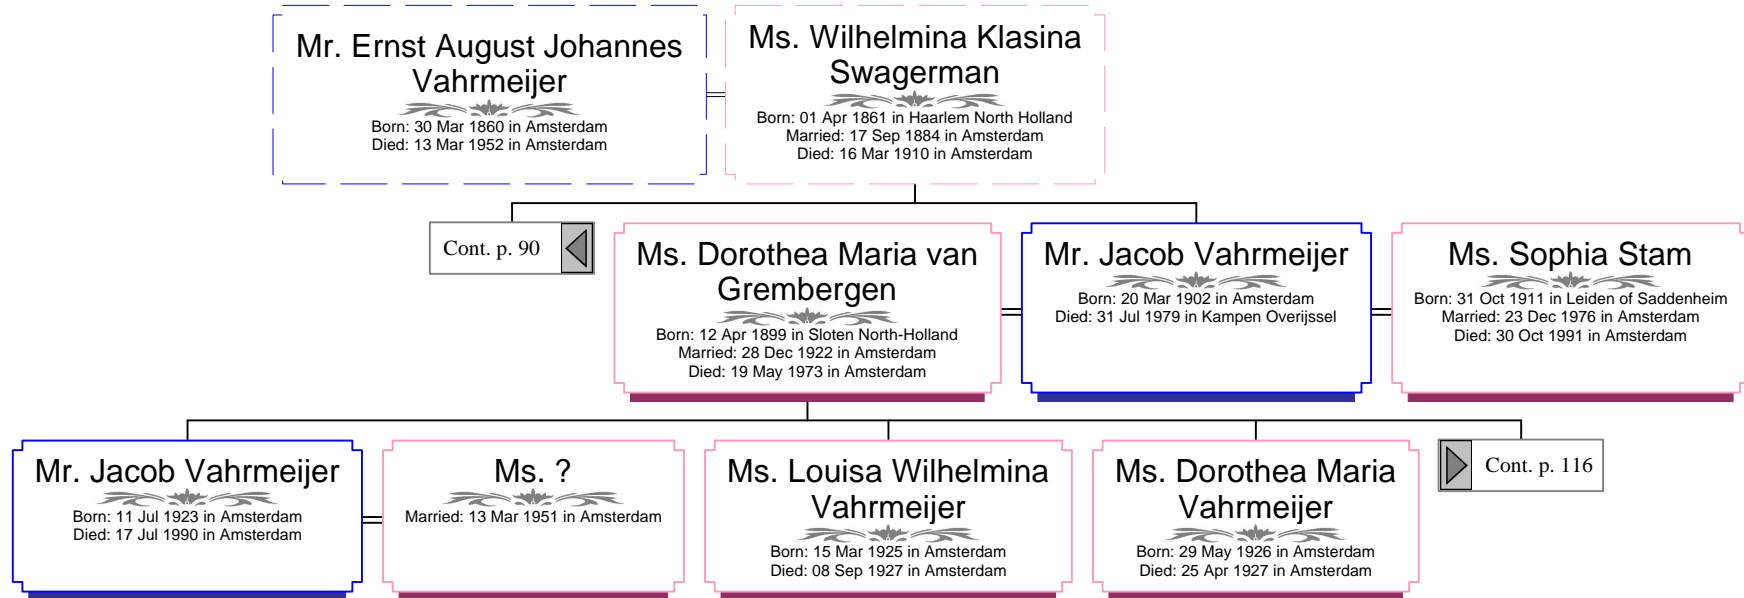 Mr. Ernst August Johannes
Vahrmeijer
Born: 30 Mar 1860 in Amsterdam
Died: 13 Mar 1952 in Amsterdam
Ms. Wilhelmina Klasina
Swagerman
Born: 01 Apr 1861 in Haarlem North Holland
Married: 17 Sep 1884 in Amsterdam
Died: 16 Mar 1910 in Amsterdam
Cont. p. 90
Ms. Dorothea Maria van
Grembergen
Born: 12 Apr 1899 in Sloten North-Holland
Married: 28 Dec 1922 in Amsterdam
Died: 19 May 1973 in Amsterdam
Mr. Jacob Vahrmeijer
Born: 20 Mar 1902 in Amsterdam
Died: 31 Jul 1979 in Kampen Overijssel
Ms. Sophia Stam
Born: 31 Oct 1911 in Leiden of Saddenheim
Married: 23 Dec 1976 in Amsterdam
Died: 30 Oct 1991 in Amsterdam
Mr. Jacob Vahrmeijer
Born: 11 Jul 1923 in Amsterdam
Died: 17 Jul 1990 in Amsterdam
Ms. ?
Married: 13 Mar 1951 in Amsterdam
Ms. Louisa Wilhelmina
Vahrmeijer
Born: 15 Mar 1925 in Amsterdam
Died: 08 Sep 1927 in Amsterdam
Ms. Dorothea Maria
Vahrmeijer
Born: 29 May 1926 in Amsterdam
Died: 25 Apr 1927 in Amsterdam
Cont. p. 116